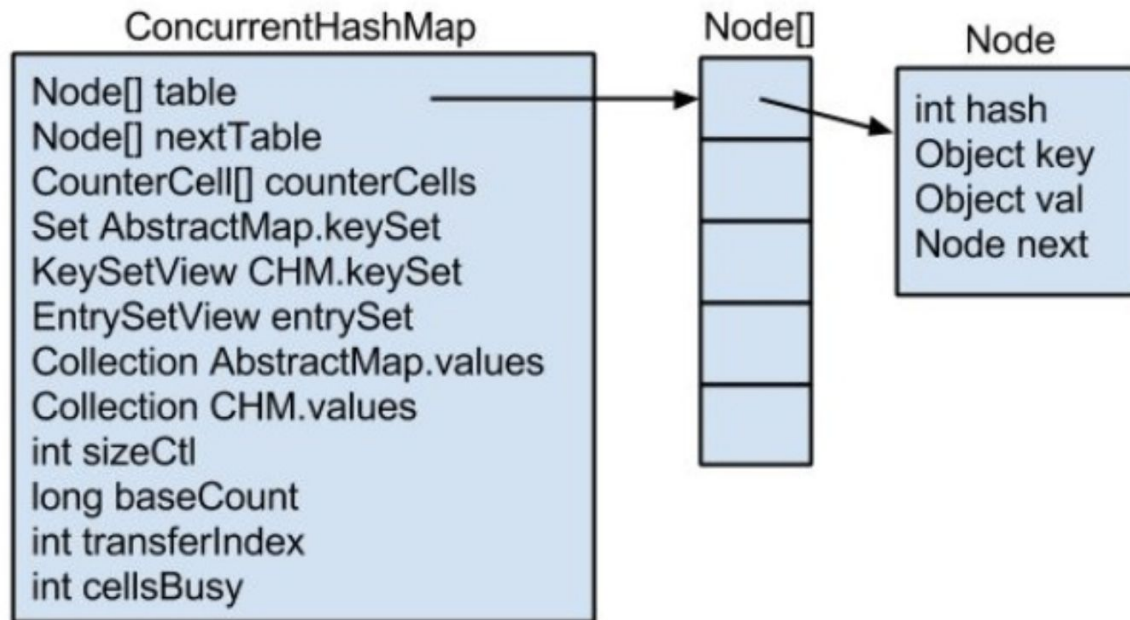 ConcurrentHashMap
Node[] table
Node[] nextTable
CounterCell[] counterCells
Set AbstractMap.keySet
KeySetView CHM.keySet
EntrySetView entrySet
Collection AbstractMap.values
Collection CHM.values
int sizeCtl
long baseCount
int transferIndex
int cellsBusy
Node[]
Node
int hash
Object key
Object val
Node next